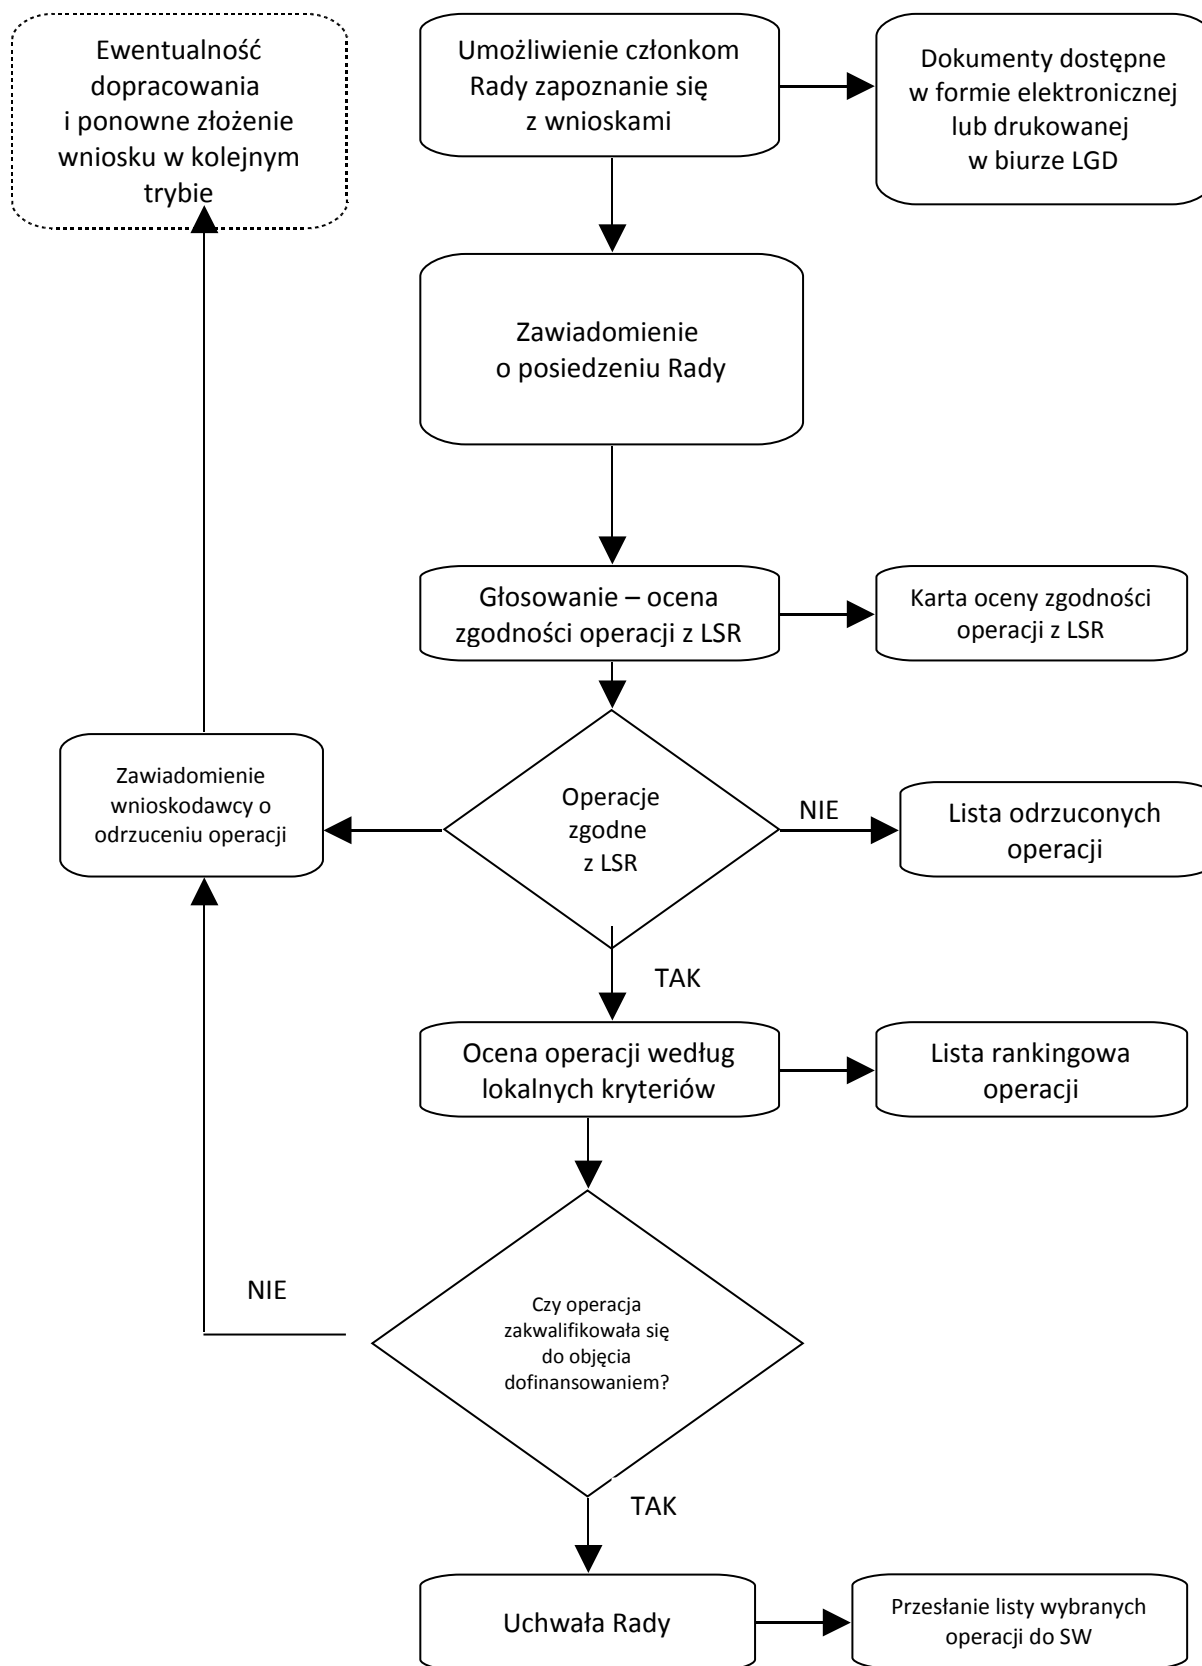 Ewentualność
dopracowania
i ponowne złożenie
wniosku w kolejnym
trybie
Umożliwienie członkom
Rady zapoznanie się
z wnioskami
Dokumenty dostępne
w formie elektronicznej
lub drukowanej
w biurze LGD
Zawiadomienie
o posiedzeniu Rady
Głosowanie – ocena
zgodności operacji z LSR
Karta oceny zgodności
operacji z LSR
Zawiadomienie
wnioskodawcy o
odrzuceniu operacji
Operacje
zgodne
z LSR
NIE
Lista odrzuconych
operacji
TAK
Ocena operacji według
lokalnych kryteriów
Lista rankingowa
operacji
NIE
Czy operacja
zakwalifikowała się
do objęcia
dofinansowaniem?
TAK
Uchwała Rady
Przesłanie listy wybranych
operacji do SW